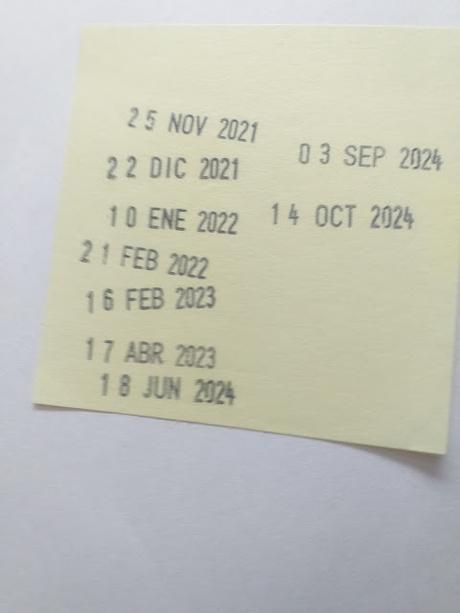 25 NOV 2021
22 DIC 2021
10 ENE 2022
21 FEB 2022
16 FEB 2023
17 ABR 2023
18 JUN 2024
03 SEP 2024
14 OCT 2024